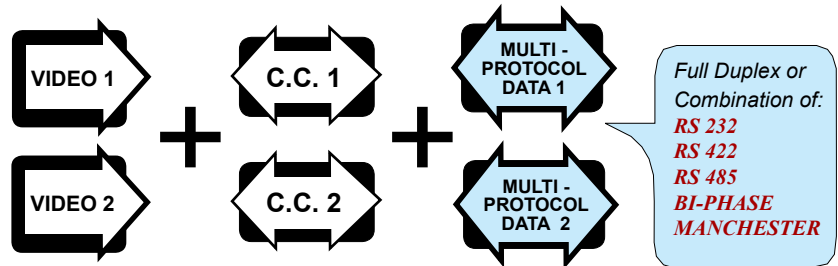 VIDEO 1
C.C. 1
MULTI -
PROTOCOL
DATA 1
VIDEO 2
C.C. 2
MULTI -
PROTOCOL
DATA 2
Full Duplex or
Combination of:
RS 232
RS 422
RS 485
BI-PHASE
MANCHESTER